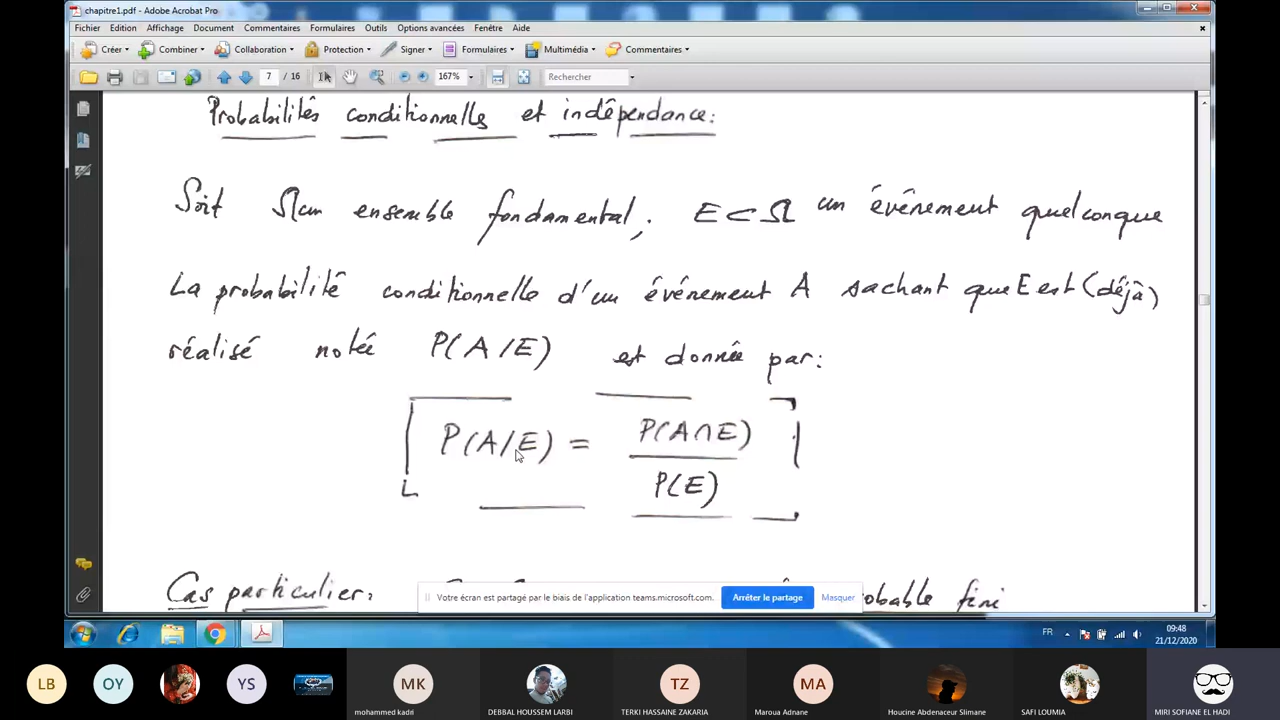 chapitre1.pdf - Adobe Acrobat Pro
Fichier Edition Affichage Document Commentaires Formulaires Outils Options avancées Fenêtre Aide
Créer Combiner Collaboration Protection Signer Formulaires Multimédia Commentaires
7 / 16 167% Rechercher
Probabilités conditionnelles et indépendance:
Soit Ω un ensemble fondamental, E⊂Ω un événement quelconque
La probabilité conditionnelle d'un événement A sachant que E est (déjà)
réalisé notée P(A/E) est donnée par:
P(A/E) = P(A∩E)
P(E)
Cas particulier:
obable fini
Votre écran est partagé par le biais de l'application teams.microsoft.com. Arrêter le partage Masquer
FR 09:48
21/12/2020
LB OY YS MK TZ MA
mohammed kadri DEBBAL HOUSSEM LARBI TERKI HASSAINE ZAKARIA Maroua Adnane Houcine Abdenaceur Slimane SAFI LOUMIA MIRI SOFIANE EL HADI